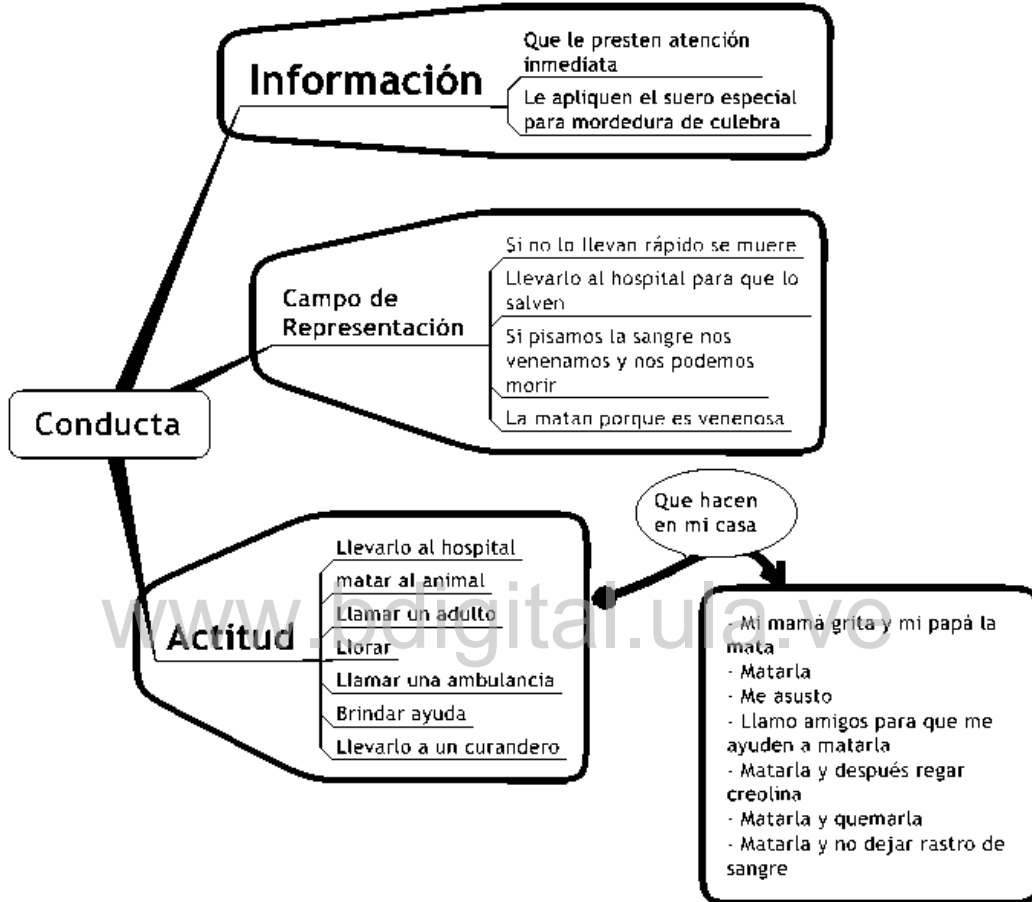 Información
Que le presten atención
inmediata
Le apliquen el suero especial
para mordedura de culebra
Campo de
Representación
Si no lo llevan rápido se muere
Llevarlo al hospital para que lo
salven
Si pisamos la sangre nos
venenamos y nos podemos
morir
La matan porque es venenosa
Conducta
Actitud
Llevarlo al hospital
matar al animal
Llamar un adulto
Llorar
Llamar una ambulancia
Brindar ayuda
Llevarlo a un curandero
Que hacen
en mi casa
- Mi mamá grita y mi papá la
mata
- Matarla
- Me asusto
- Llamo amigos para que me
ayuden a matarla
- Matarla y después regar
creolina
- Matarla y quemarla
- Matarla y no dejar rastro de
sangre
www.bdigital.ula.ve